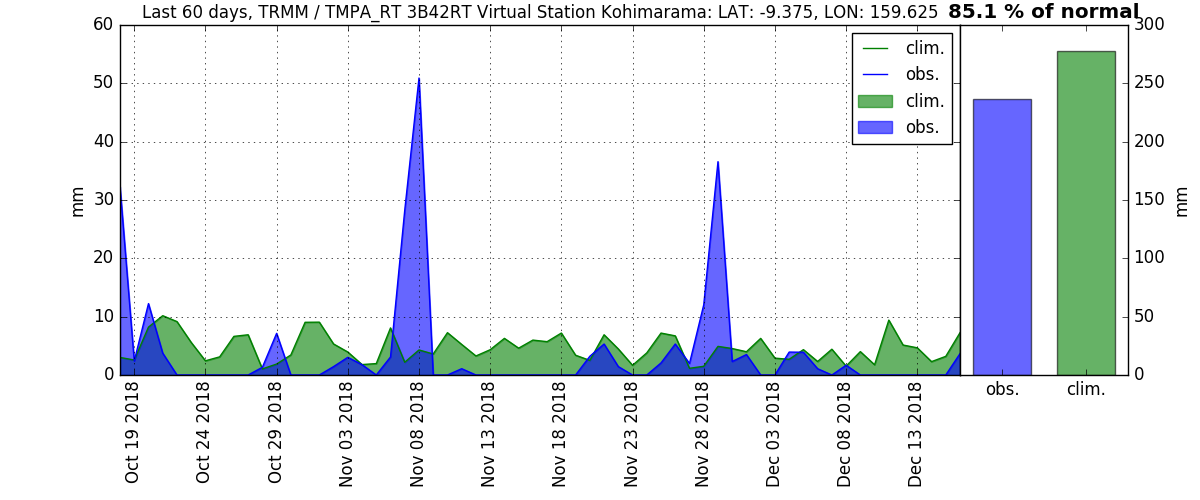 Last 60 days, TRMM / TMPA_RT 3B42RT Virtual Station Kohimarama: LAT: -9.375, LON: 159.625 85.1 % of normal
60
50
40
30
20
10
0
mm
clim.
obs.
clim.
obs.
300
250
200
150
100
50
0
mm
Oct 19 2018
Oct 24 2018
Oct 29 2018
Nov 03 2018
Nov 08 2018
Nov 13 2018
Nov 18 2018
Nov 23 2018
Nov 28 2018
Dec 03 2018
Dec 08 2018
Dec 13 2018
obs.
clim.